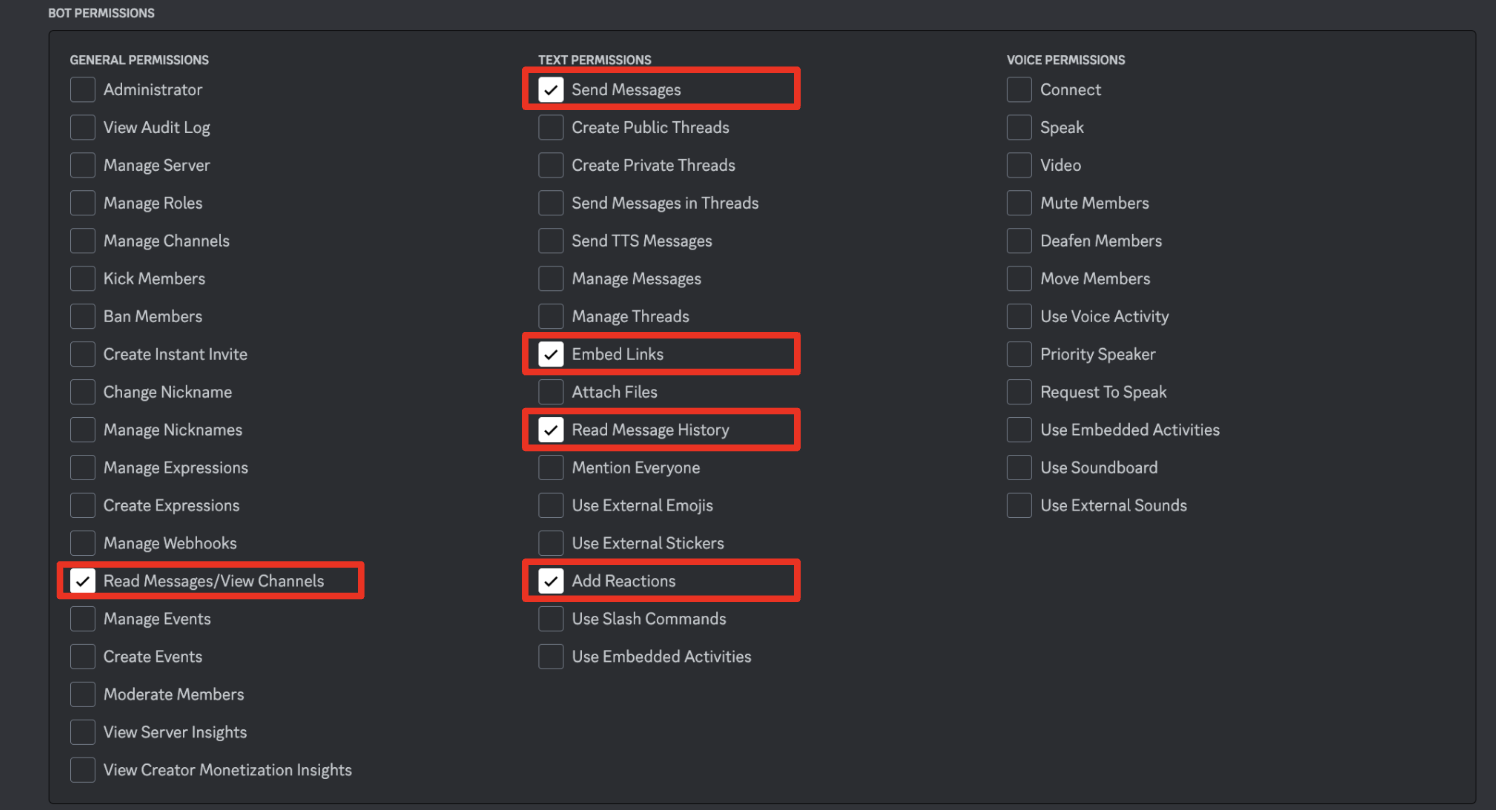 BOT PERMISSIONS
GENERAL PERMISSIONS
Administrator
View Audit Log
Manage Server
Manage Roles
Manage Channels
Kick Members
Ban Members
Create Instant Invite
Change Nickname
Manage Nicknames
Manage Expressions
Create Expressions
Manage Webhooks
Read Messages/View Channels
Manage Events
Create Events
Moderate Members
View Server Insights
View Creator Monetization Insights
TEXT PERMISSIONS
Send Messages
Create Public Threads
Create Private Threads
Send Messages in Threads
Send TTS Messages
Manage Messages
Manage Threads
Embed Links
Attach Files
Read Message History
Mention Everyone
Use External Emojis
Use External Stickers
Add Reactions
Use Slash Commands
Use Embedded Activities
VOICE PERMISSIONS
Connect
Speak
Video
Mute Members
Deafen Members
Move Members
Use Voice Activity
Priority Speaker
Request To Speak
Use Embedded Activities
Use Soundboard
Use External Sounds